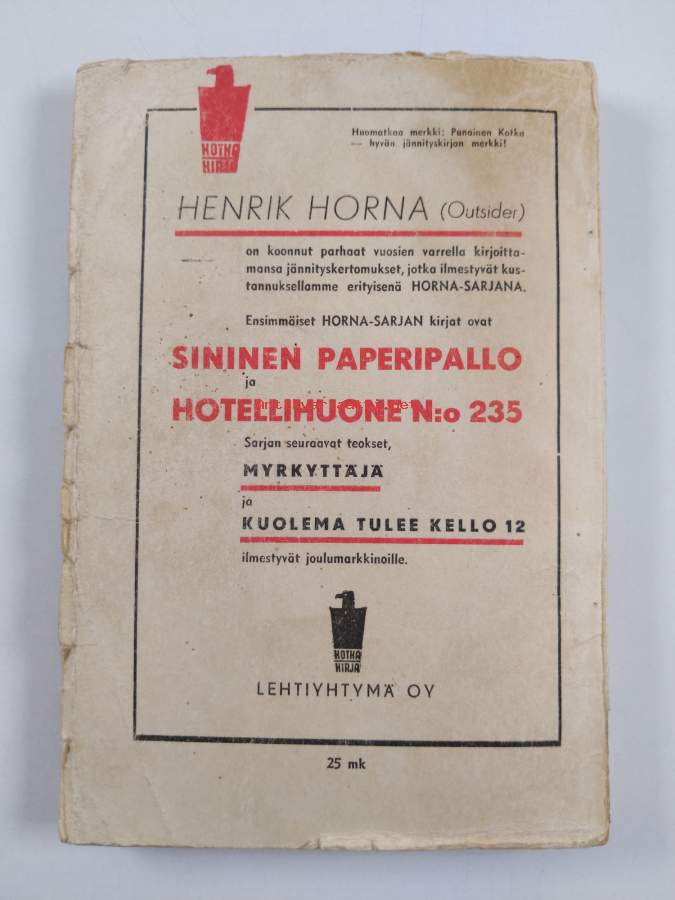 KOTKA
KIRJA
Huomatkaa merkki: Punainen Kotka
— hyvän jännityskirjan merkki!
HENRIK HORNA (Outsider)
on koonnut parhaat vuosien varrella kirjoitta-
mansa jännityskertomukset, jotka ilmestyvät kus-
tannuksellamme erityisenä HORNA-SARJANA.
Ensimmäiset HORNA-SARJAN kirjat ovat
SININEN PAPERIPALLO
ja
HOTELLIHUONE N:o 235
Sarjan seuraavat teokset,
MYRKYTTÄJÄ
ja
KUOLEMA TULEE KELLO 12
ilmestyvät joulumarkkinoille.
KOTKA
KIRJA
LEHTIYHTYMÄ OY
25 mk